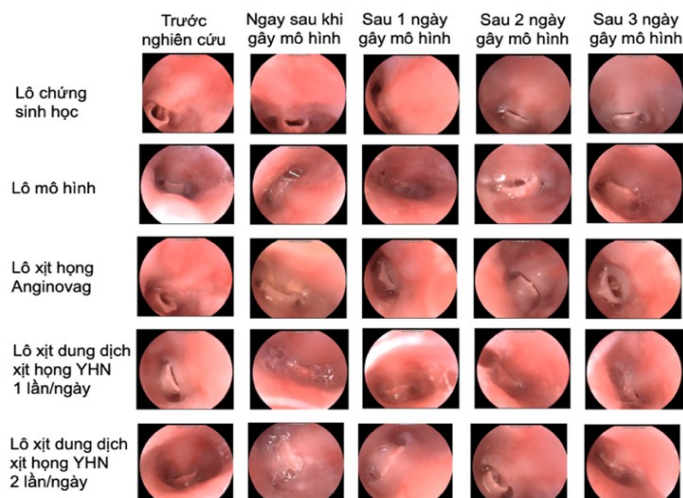 Trước
nghiên cứu
Ngay sau khi
gây mô hình
Sau 1 ngày
gây mô hình
Sau 2 ngày
gây mô hình
Sau 3 ngày
gây mô hình
Lô chứng
sinh học
Lô mô hình
Lô xịt họng
Anginovag
Lô xịt dung dịch
xịt họng YHN
1 lần/ngày
Lô xịt dung dịch
xịt họng YHN
2 lần/ngày